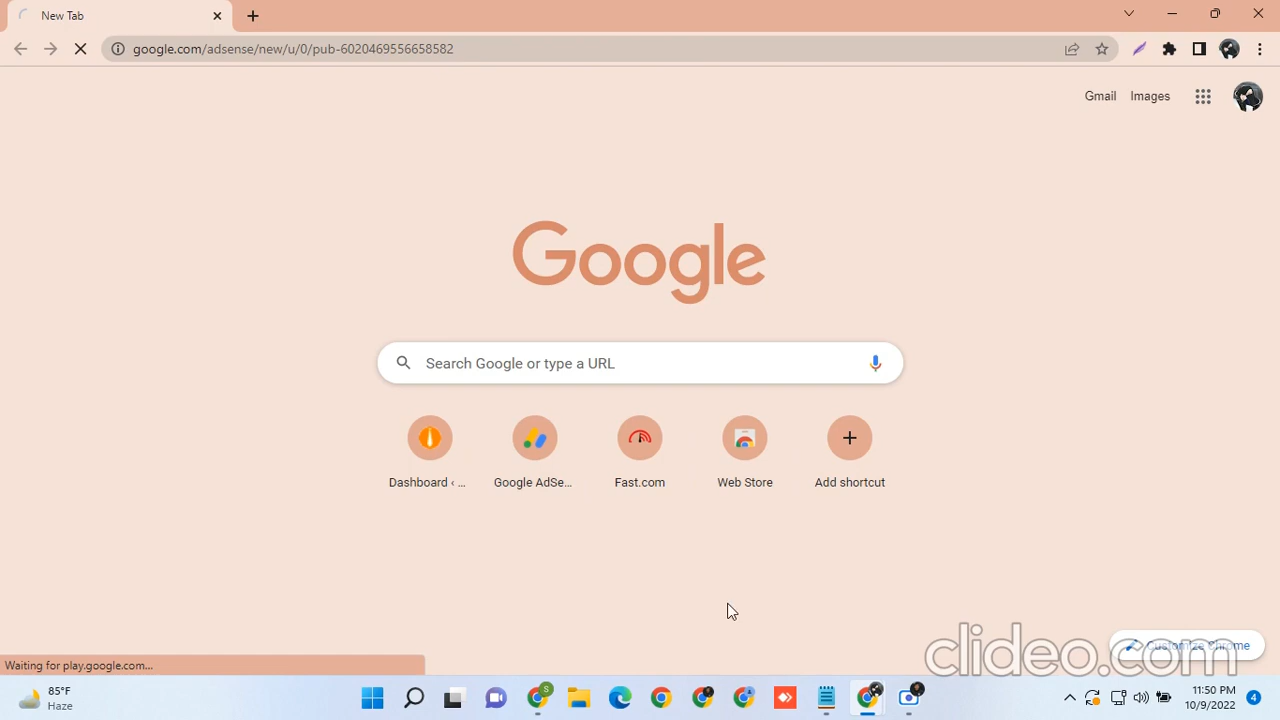 New Tab
google.com/adsense/new/u/0/pub-6020469556658582
Gmail Images
Google
Search Google or type a URL
Dashboard ‹ ...
Google AdSe...
Fast.com
Web Store
Add shortcut
Customize Chrome
clideo.com
Waiting for play.google.com...
85°F
Haze
S
11:50 PM
10/9/2022
4